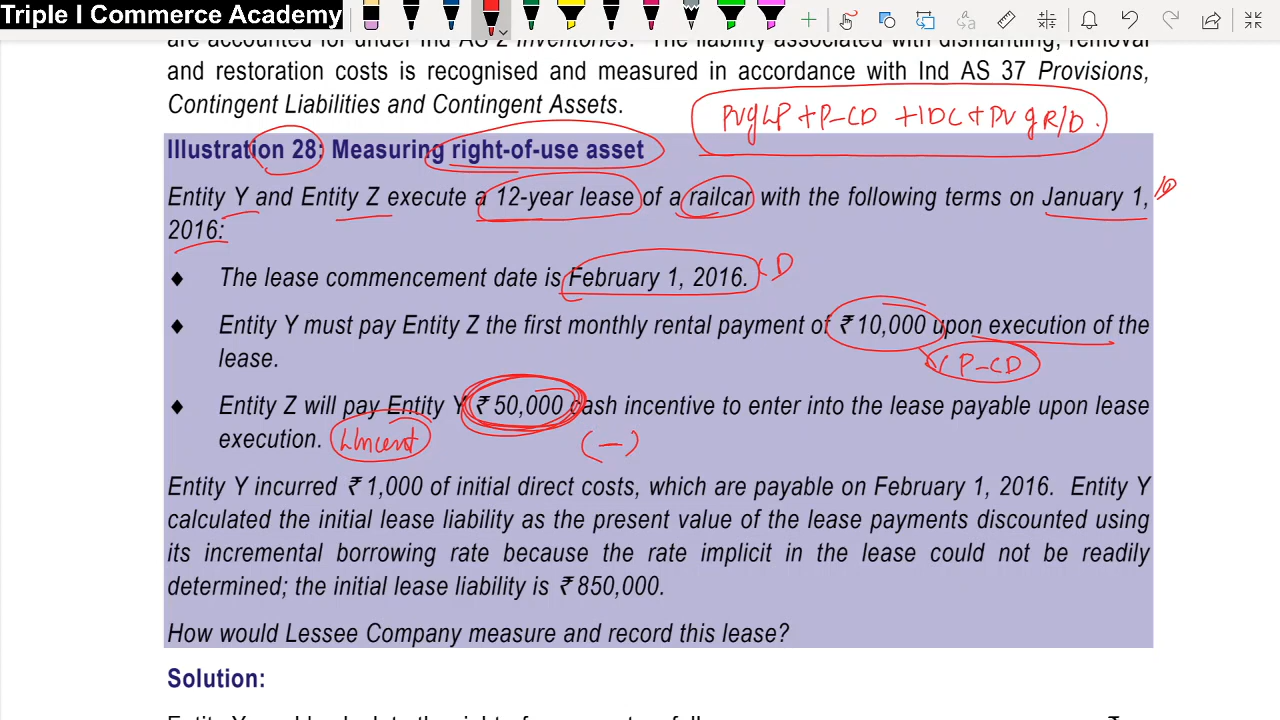 Triple I Commerce Academy
are accounted for under Ind AS 2 Inventories. The liability associated with dismantling, removal
and restoration costs is recognised and measured in accordance with Ind AS 37 Provisions,
Contingent Liabilities and Contingent Assets.
PV of LP + P-CD + IDC + PV of R/D.
Illustration 28: Measuring right-of-use asset
Entity Y and Entity Z execute a 12-year lease of a railcar with the following terms on January 1,
2016:
♦ The lease commencement date is February 1, 2016.
CD
♦ Entity Y must pay Entity Z the first monthly rental payment of ₹ 10,000 upon execution of the
lease.
P-CD
♦ Entity Z will pay Entity Y ₹ 50,000 cash incentive to enter into the lease payable upon lease
execution.
(-)
Entity Y incurred ₹ 1,000 of initial direct costs, which are payable on February 1, 2016. Entity Y
calculated the initial lease liability as the present value of the lease payments discounted using
its incremental borrowing rate because the rate implicit in the lease could not be readily
determined; the initial lease liability is ₹ 850,000.
How would Lessee Company measure and record this lease?
Solution: